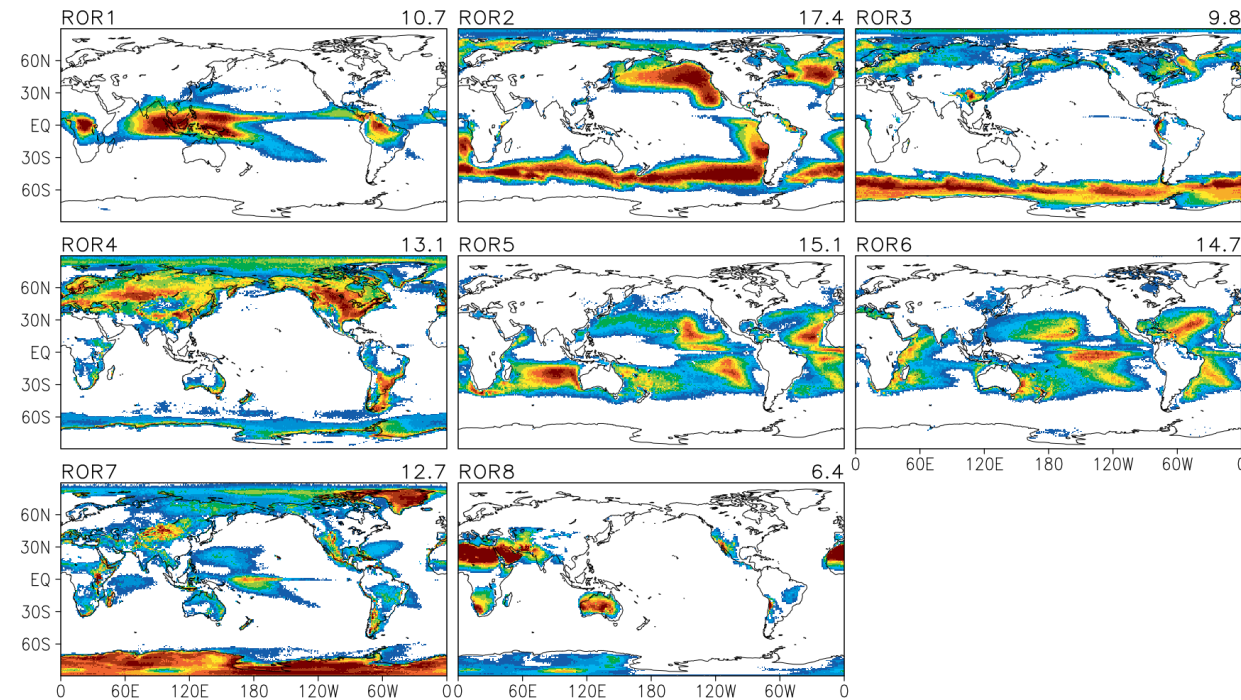 ROR1 10.7 ROR2 17.4 ROR3 9.8
60N
30N
EQ
30S
60S
ROR4 13.1 ROR5 15.1 ROR6 14.7
60N
30N
EQ
30S
60S
0 60E 120E 180 120W 60W 0
ROR7 12.7 ROR8 6.4
60N
30N
EQ
30S
60S
0 60E 120E 180 120W 60W 0 60E 120E 180 120W 60W 0